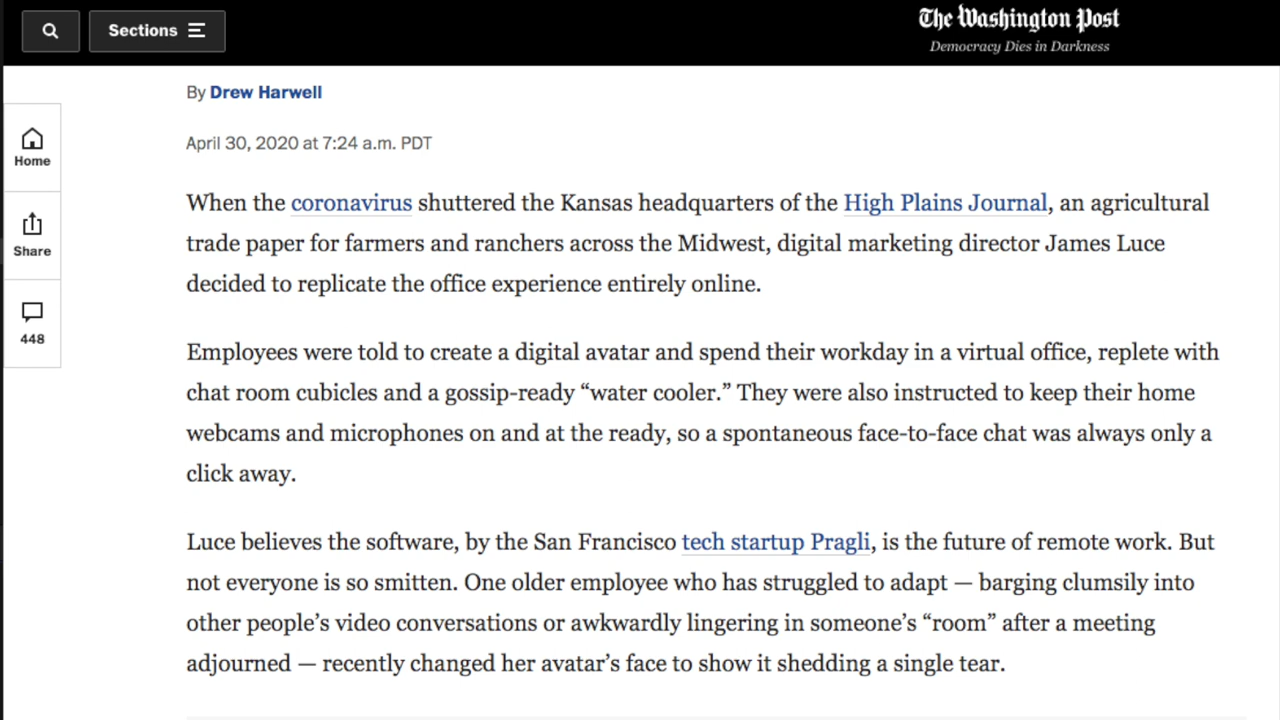 Sections
The Washington Post
Democracy Dies in Darkness
By Drew Harwell
April 30, 2020 at 7:24 a.m. PDT
Home
Share
448
When the coronavirus shuttered the Kansas headquarters of the High Plains Journal, an agricultural
trade paper for farmers and ranchers across the Midwest, digital marketing director James Luce
decided to replicate the office experience entirely online.
Employees were told to create a digital avatar and spend their workday in a virtual office, replete with
chat room cubicles and a gossip-ready “water cooler.” They were also instructed to keep their home
webcams and microphones on and at the ready, so a spontaneous face-to-face chat was always only a
click away.
Luce believes the software, by the San Francisco tech startup Pragli, is the future of remote work. But
not everyone is so smitten. One older employee who has struggled to adapt — barging clumsily into
other people’s video conversations or awkwardly lingering in someone’s “room” after a meeting
adjourned — recently changed her avatar’s face to show it shedding a single tear.